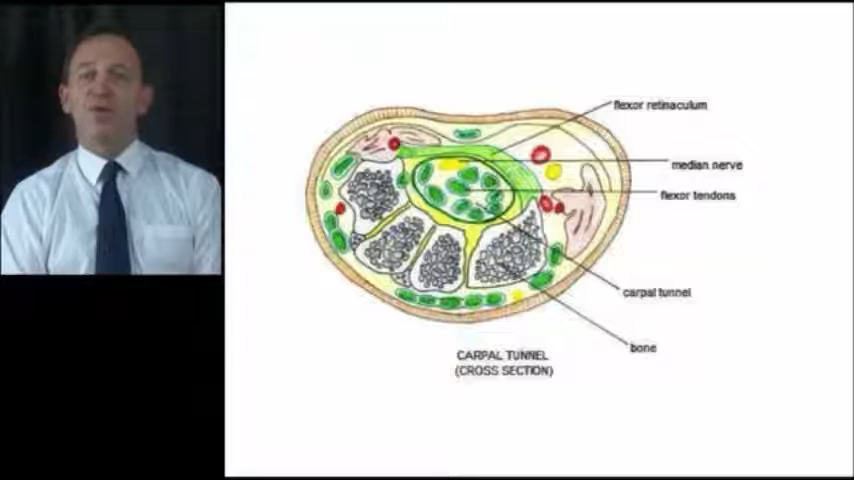 flexor retinaculum
median nerve
flexor tendons
carpal tunnel
bone
CARPAL TUNNEL
(CROSS SECTION)